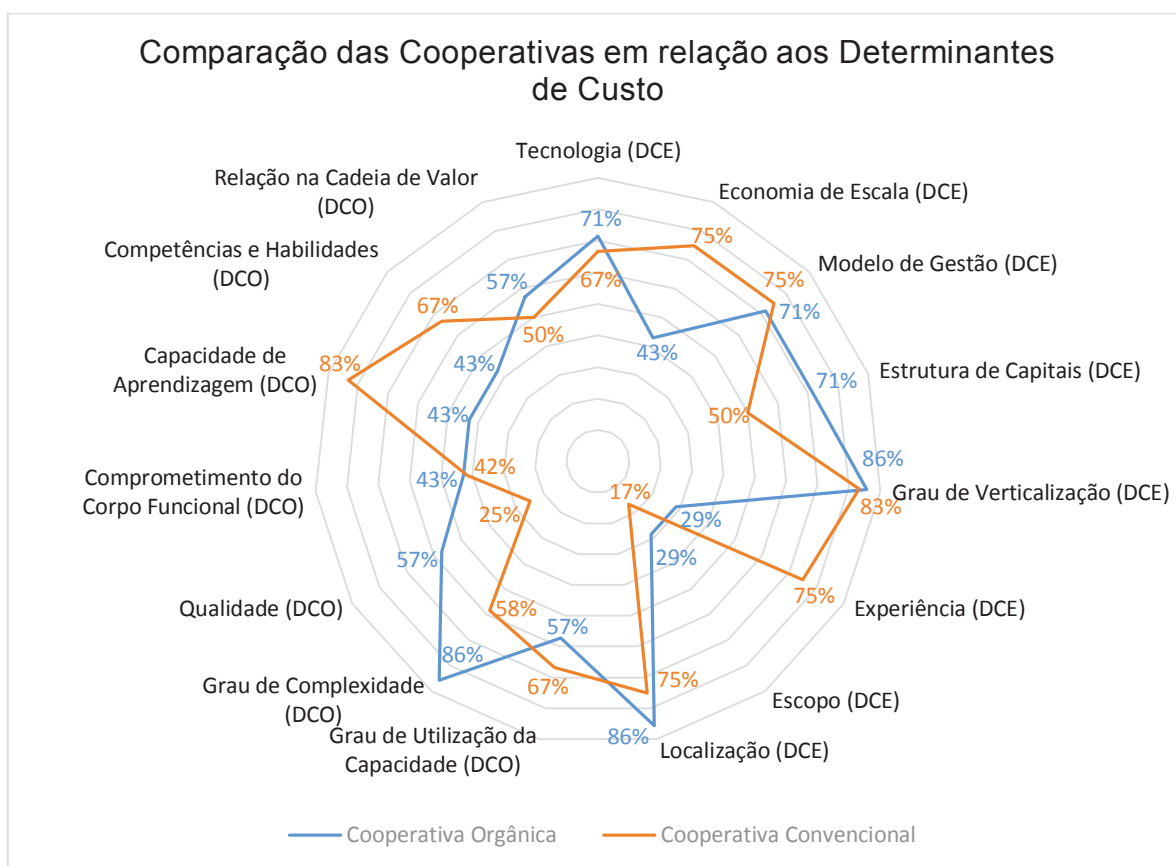 Comparação das Cooperativas em relação aos Determinantes
de Custo
Tecnologia (DCE)
71%
67%
Economia de Escala (DCE)
75%
43%
Modelo de Gestão (DCE)
75%
71%
Estrutura de Capitais (DCE)
71%
50%
Grau de Verticalização (DCE)
86%
83%
Experiência (DCE)
29%
75%
Escopo (DCE)
17%
29%
Localização (DCE)
75%
86%
Grau de Utilização da
Capacidade (DCO)
57%
67%
Grau de Complexidade
(DCO)
58%
86%
Qualidade (DCO)
25%
57%
Comprometimento do
Corpo Funcional (DCO)
42%
43%
Capacidade de
Aprendizagem (DCO)
83%
43%
Competências e Habilidades
(DCO)
67%
43%
Relação na Cadeia de Valor
(DCO)
57%
50%
Cooperativa Orgânica
Cooperativa Convencional